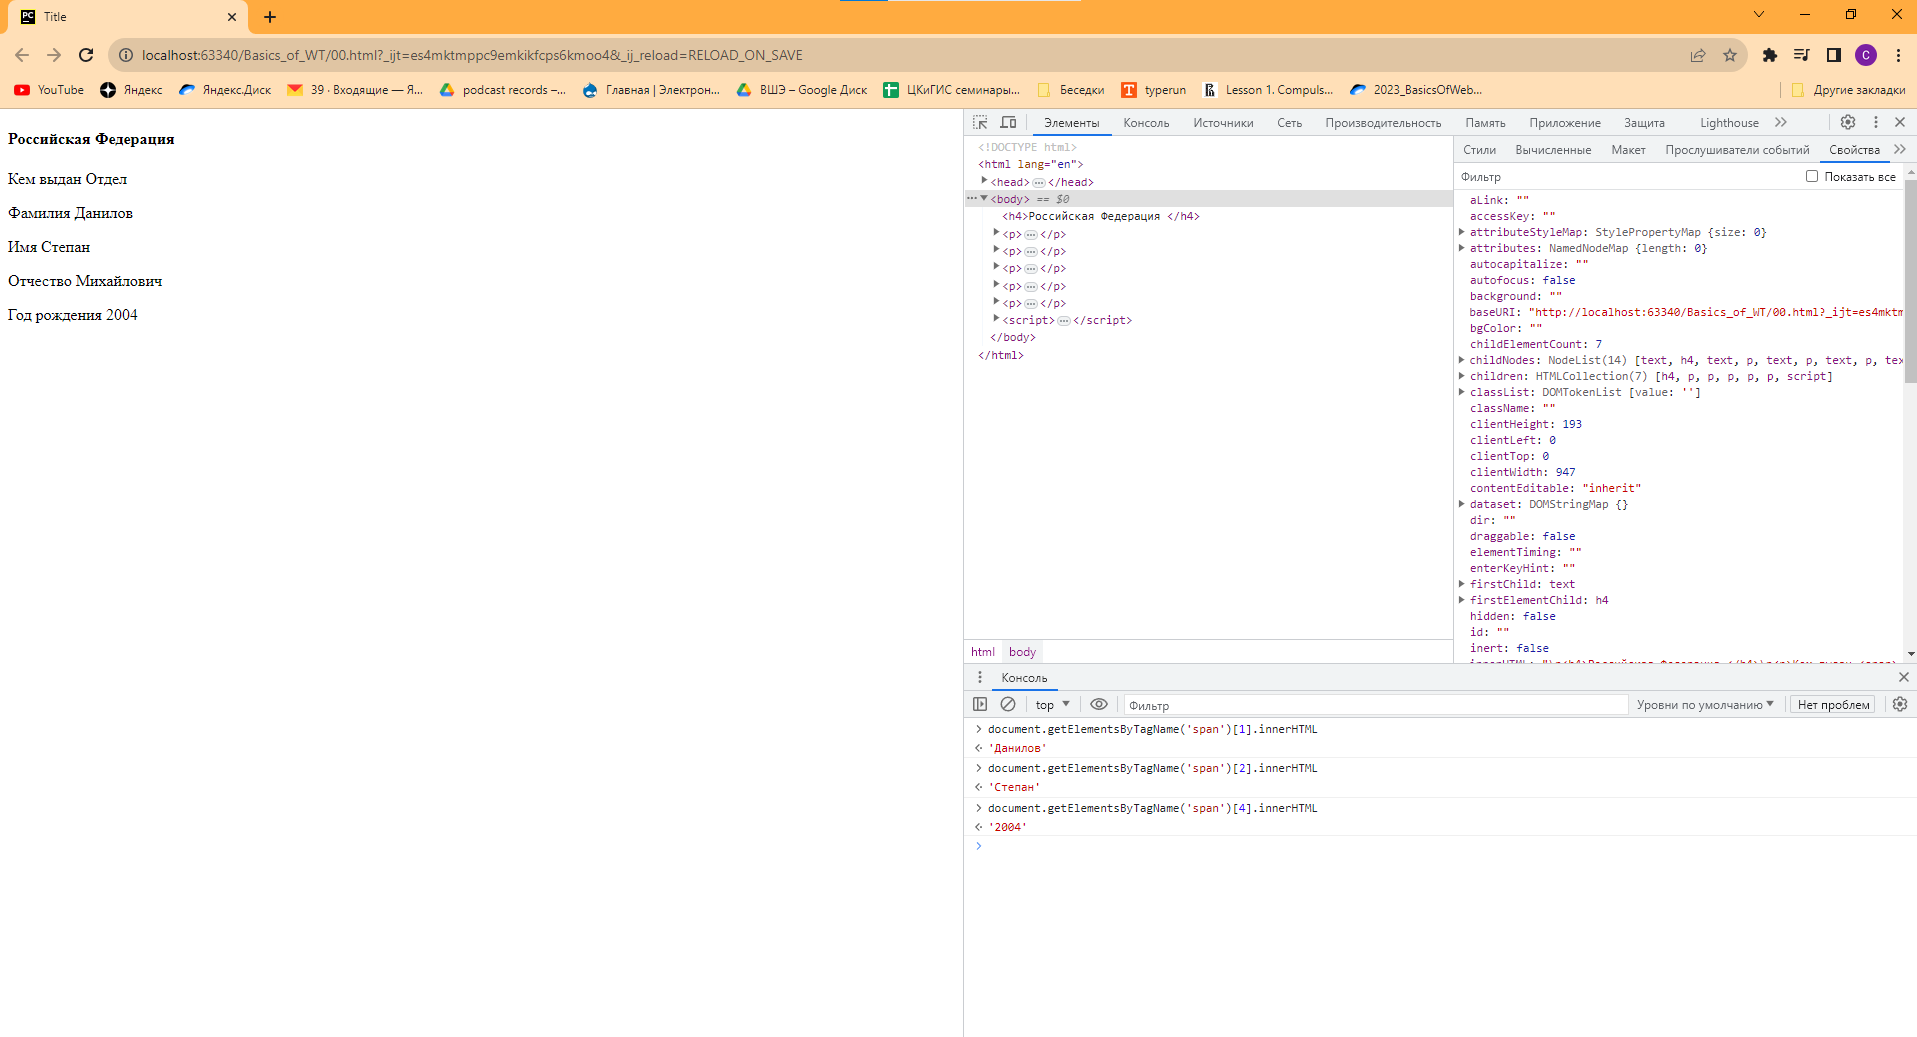 Title
localhost:63340/Basics_of_WT/00.html?_ijt=es4mktmppc9emkikfcps6kmoo4&_ij_reload=RELOAD_ON_SAVE
C
YouTube Яндекс Яндекс.Диск 39 · Входящие — Я... podcast records –... Главная | Электрон... ВШЭ – Google Диск ЦКиГИС семинары... Беседки typerun Lesson 1. Compuls... 2023_BasicsOfWeb... Другие закладки
Российская Федерация
Кем выдан Отдел
Фамилия Данилов
Имя Степан
Отчество Михайлович
Год рождения 2004
Элементы Консоль Источники Сеть Производительность Память Приложение Защита Lighthouse
<!DOCTYPE html>
<html lang="en">
<head>…</head>
<body> == $0
<h4>Российская Федерация </h4>
<p>…</p>
<p>…</p>
<p>…</p>
<p>…</p>
<p>…</p>
<script>…</script>
</body>
</html>
html body
Стили Вычисленные Макет Прослушиватели событий Свойства
Фильтр Показать все
aLink: ""
accessKey: ""
attributeStyleMap: StylePropertyMap {size: 0}
attributes: NamedNodeMap {length: 0}
autocapitalize: ""
autofocus: false
background: ""
baseURI: "http://localhost:63340/Basics_of_WT/00.html?_ijt=es4mktm
bgColor: ""
childElementCount: 7
childNodes: NodeList(14) [text, h4, text, p, text, p, text, p, tex
children: HTMLCollection(7) [h4, p, p, p, p, p, script]
classList: DOMTokenList [value: '']
className: ""
clientHeight: 193
clientLeft: 0
clientTop: 0
clientWidth: 947
contentEditable: "inherit"
dataset: DOMStringMap {}
dir: ""
draggable: false
elementTiming: ""
enterKeyHint: ""
firstChild: text
firstElementChild: h4
hidden: false
id: ""
inert: false
innerHTML: "\n<h4>Российская Федерация </h4>\n<p>Кем выдан <span>
Консоль
top Фильтр Уровни по умолчанию Нет проблем
document.getElementsByTagName('span')[1].innerHTML
'Данилов'
document.getElementsByTagName('span')[2].innerHTML
'Степан'
document.getElementsByTagName('span')[4].innerHTML
'2004'